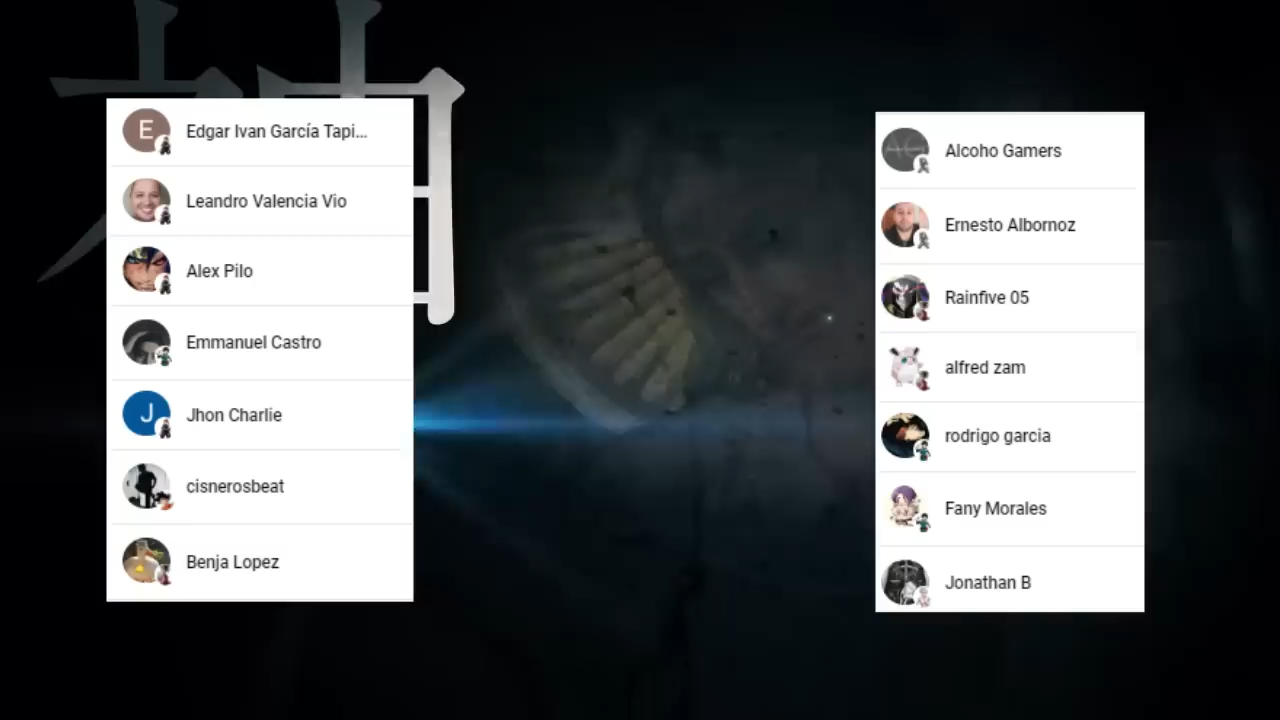 神
E
Edgar Ivan García Tapi...
Leandro Valencia Vio
Alex Pilo
Emmanuel Castro
J
Jhon Charlie
cisnerosbeat
Benja Lopez
Alcoho Gamers
Ernesto Albornoz
Rainfive 05
alfred zam
rodrigo garcia
Fany Morales
Jonathan B